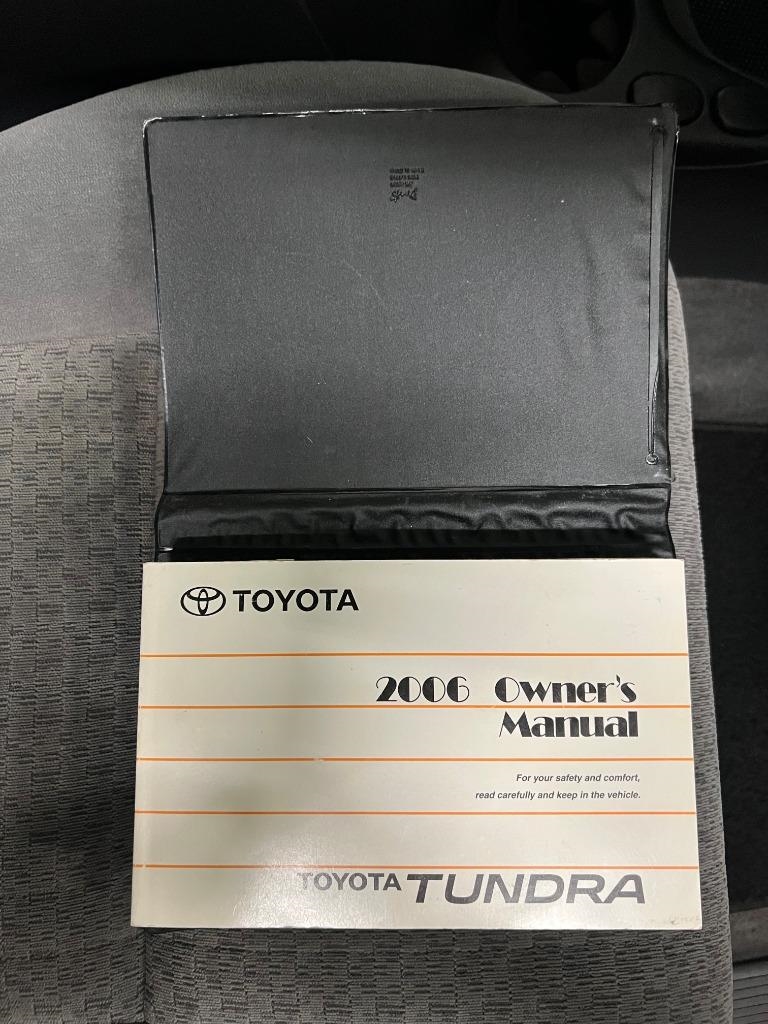 TOYOTA
2006 Owner's
Manual
For your safety and comfort,
read carefully and keep in the vehicle.
TOYOTA TUNDRA